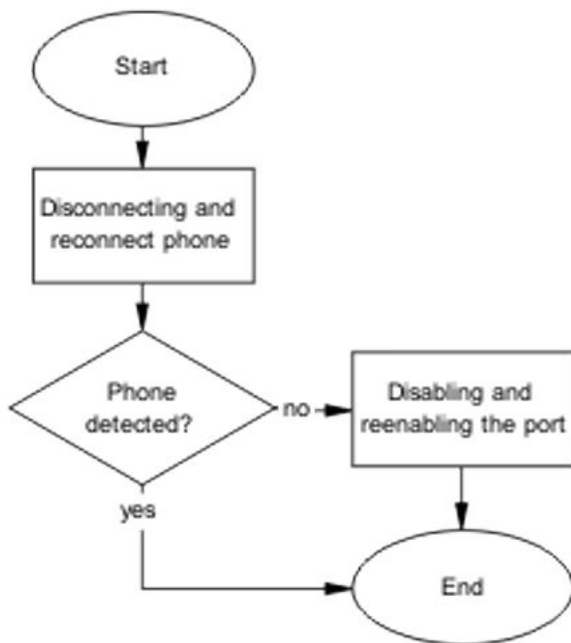 Start
Disconnecting and
reconnect phone
Phone
detected?
no
Disabling and
reenabling the port
yes
End